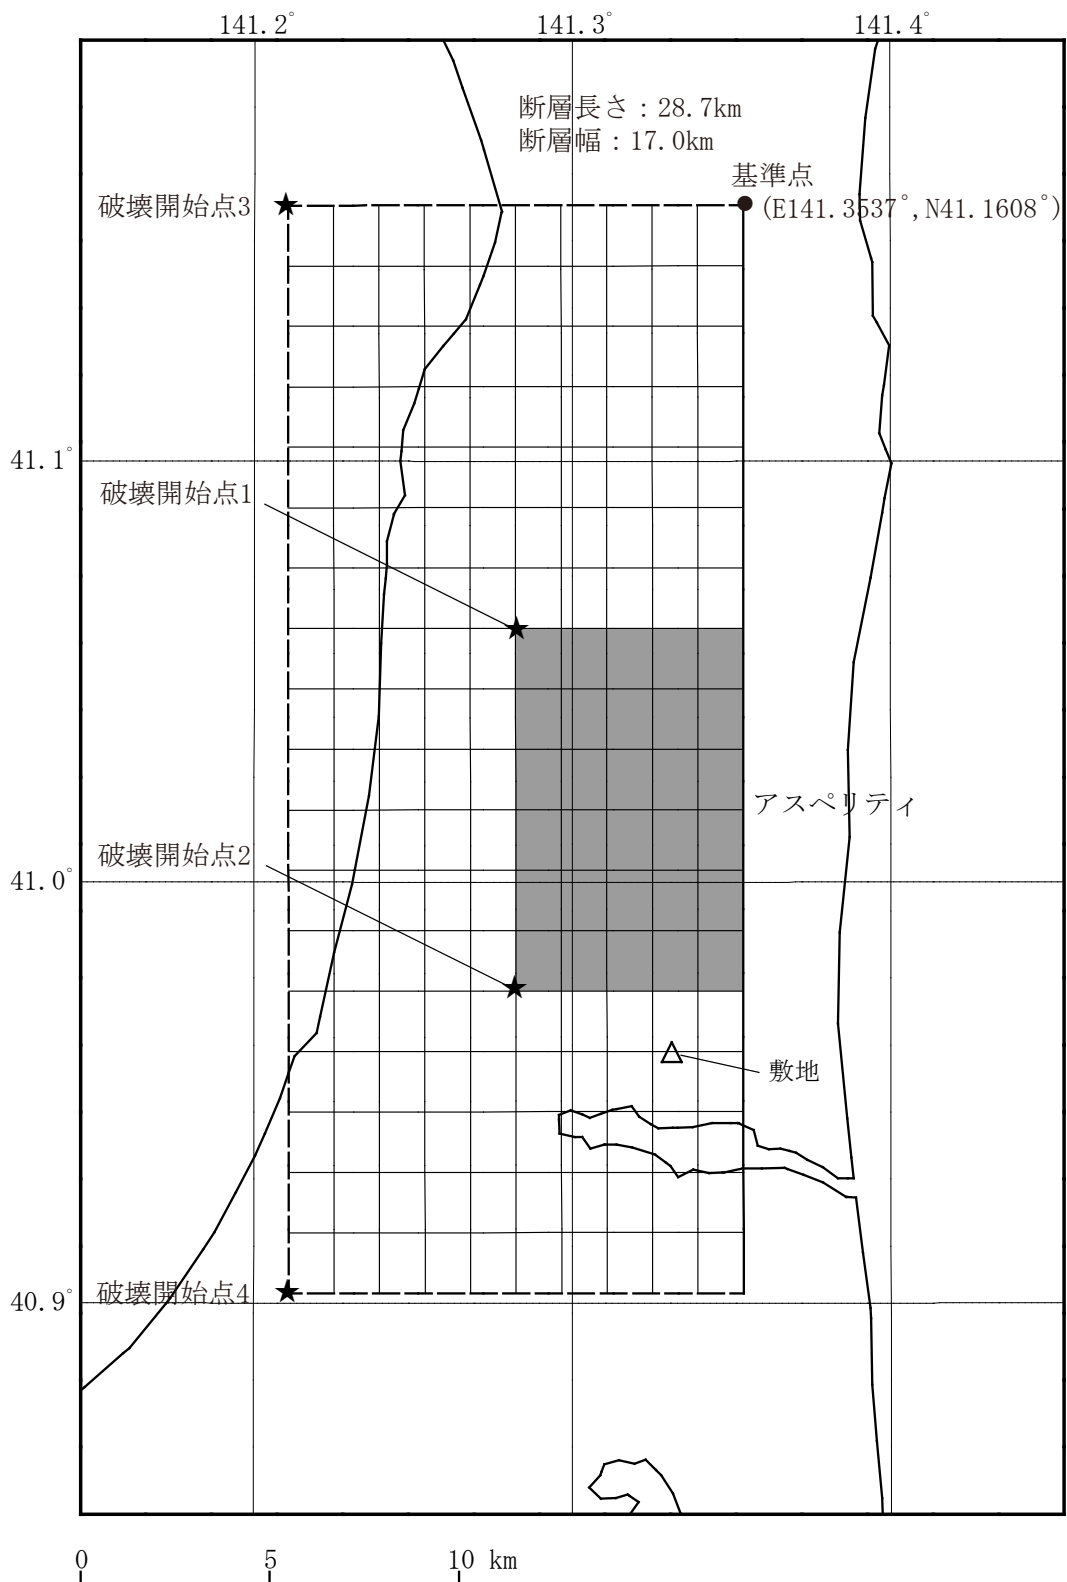 141.2°
141.3°
141.4°
断層長さ：28.7km
断層幅：17.0km
基準点
(E141.3537°,N41.1608°)
破壊開始点3
41.1°
破壊開始点1
アスペリティ
破壊開始点2
41.0°
敷地
破壊開始点4
40.9°
0 5 10 km